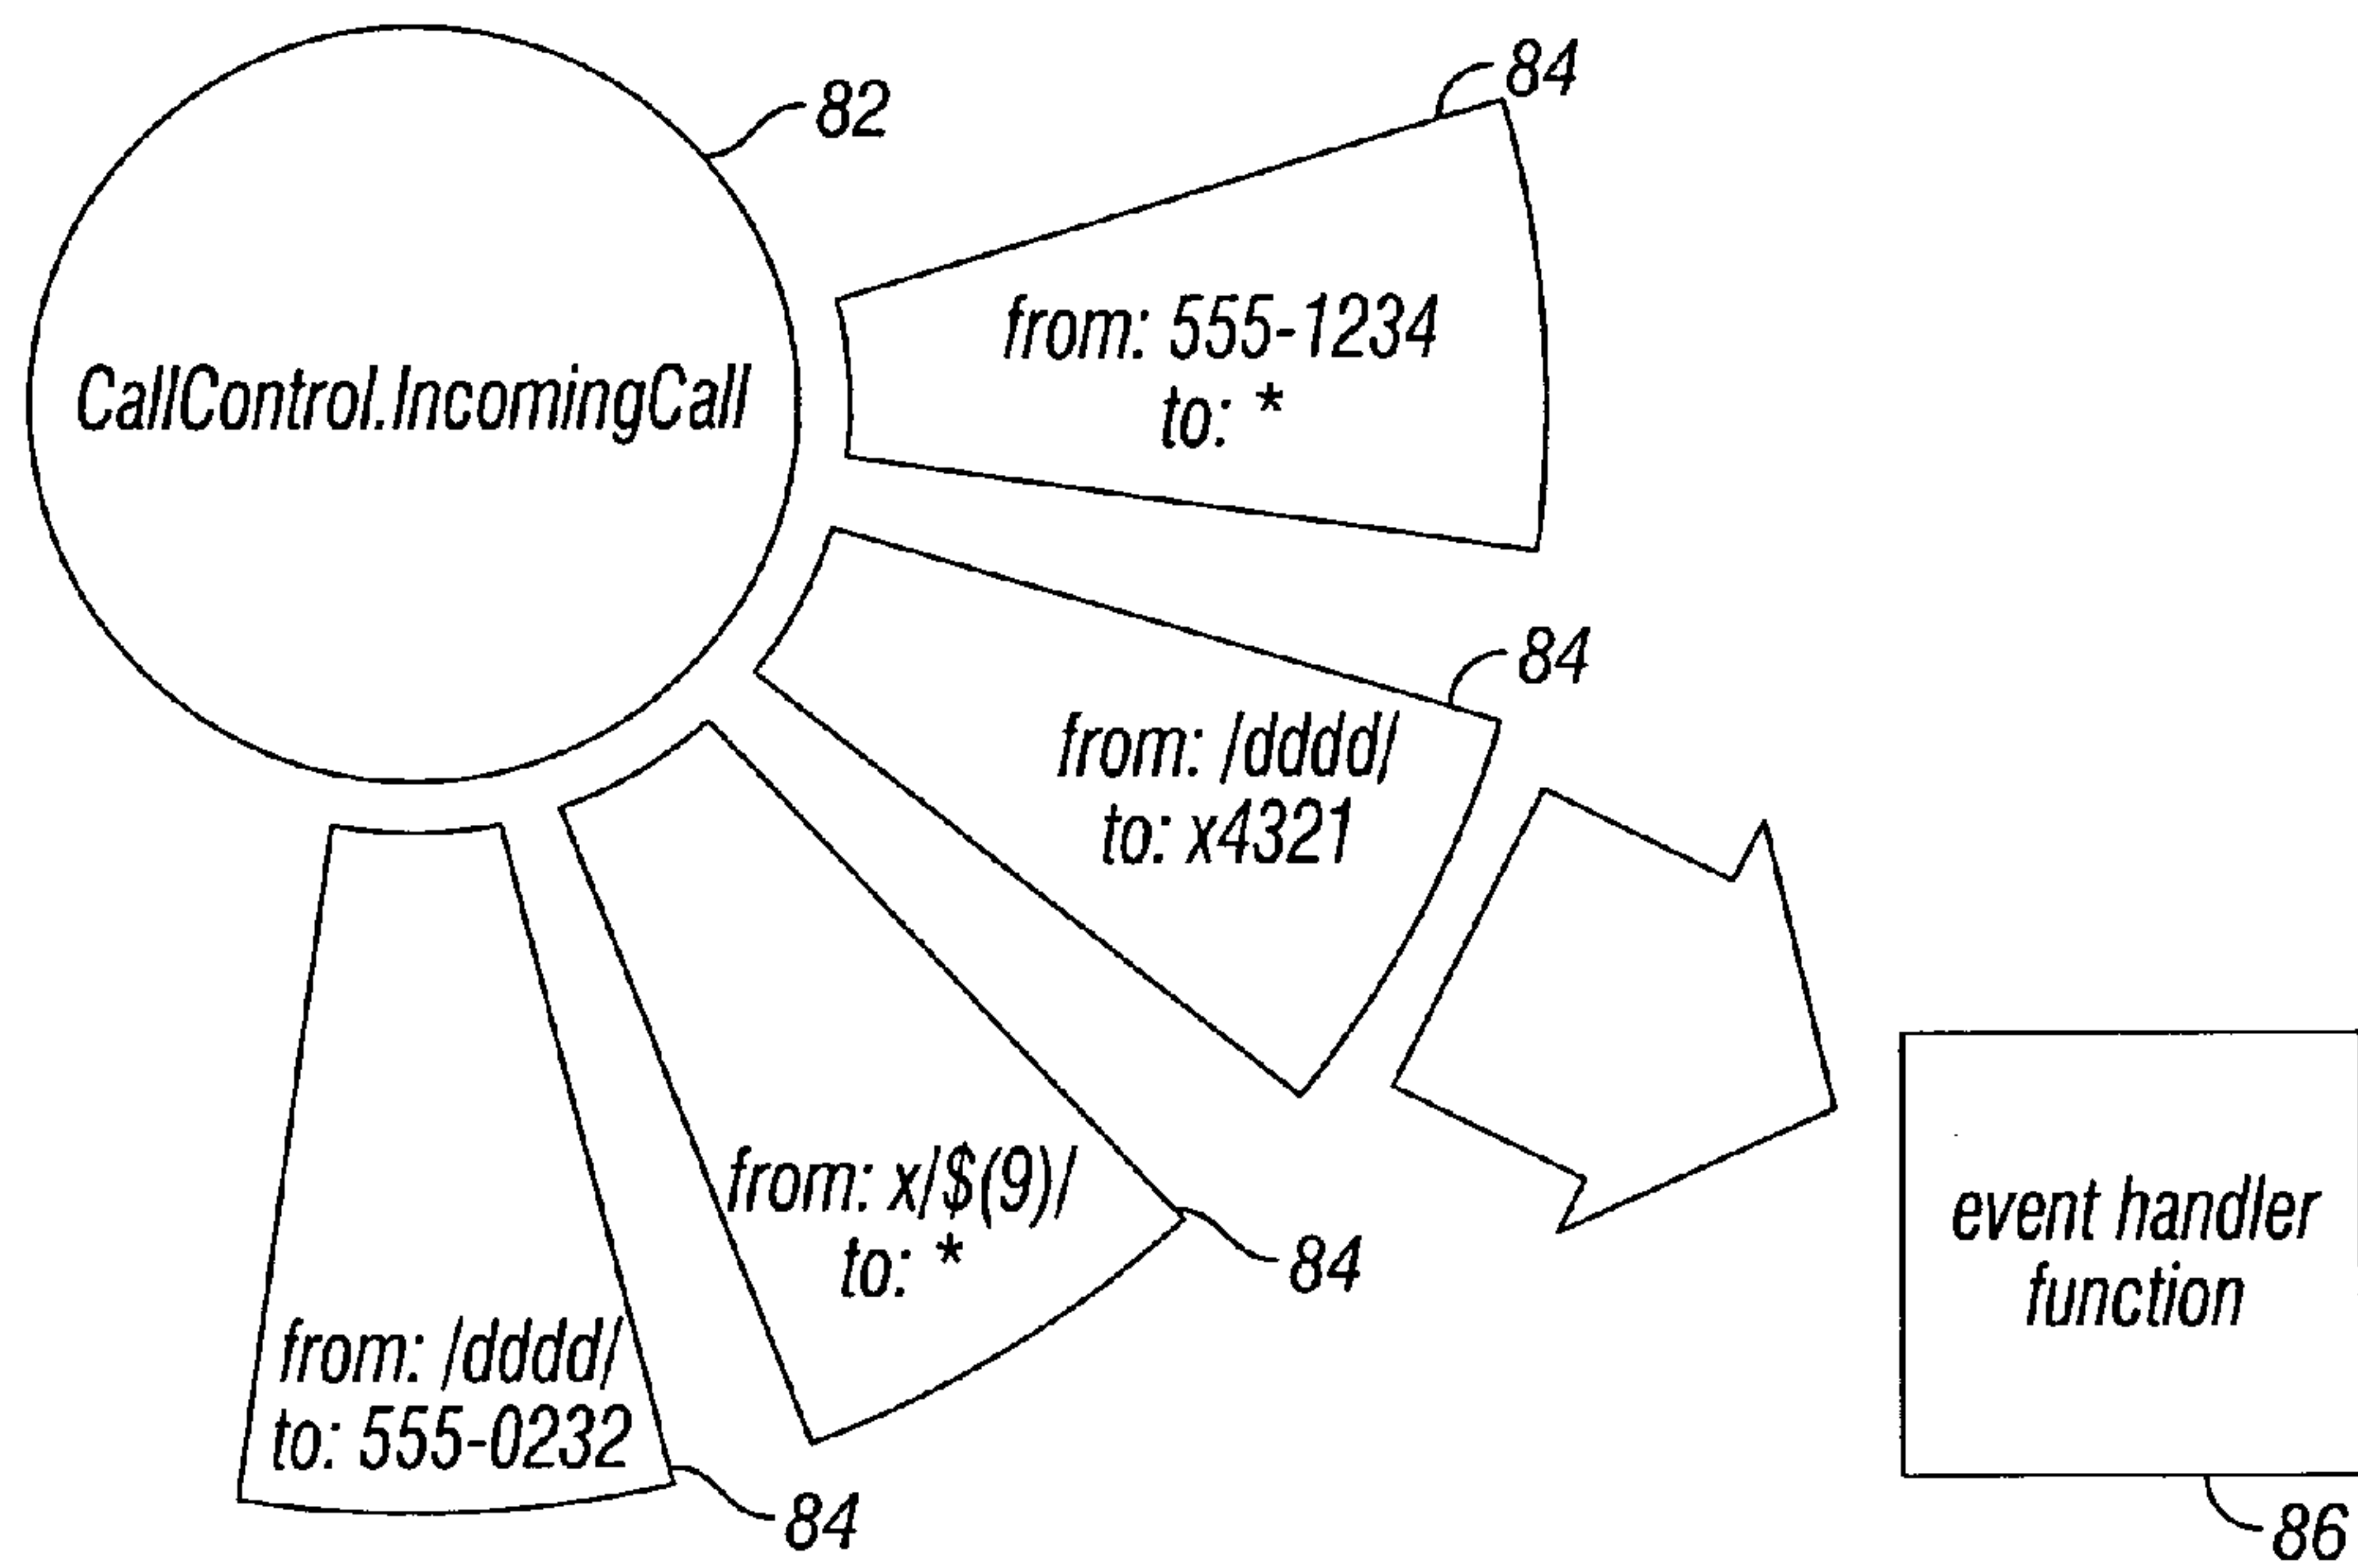 82
84
CallControl.IncomingCall
from: 555-1234
to: *
84
from: /dddd/
to: x4321
from: x/$(9)/
to: *
84
event handler
function
from: /dddd/
to: 555-0232
84
86